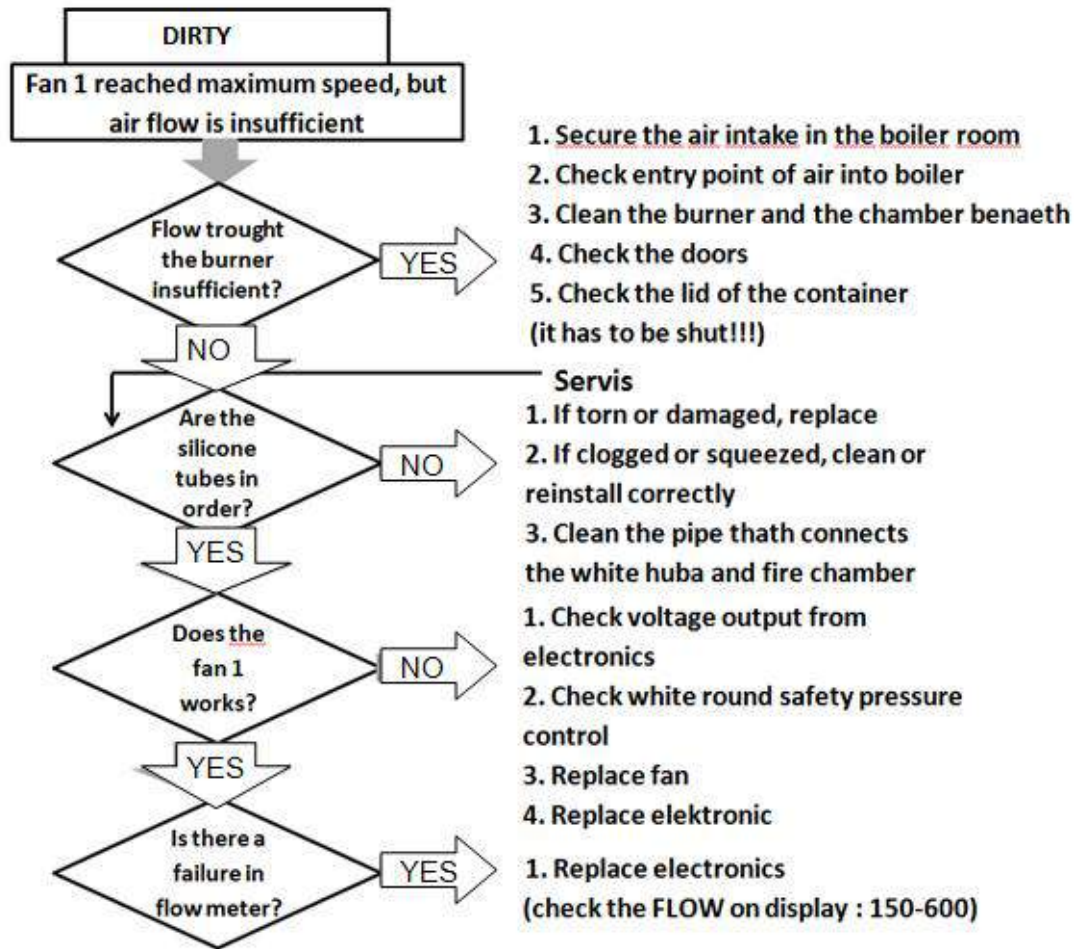 DIRTY
Fan 1 reached maximum speed, but
air flow is insufficient
Flow trought
the burner
insufficient?
YES
1. Secure the air intake in the boiler room
2. Check entry point of air into boiler
3. Clean the burner and the chamber benaeth
4. Check the doors
5. Check the lid of the container
(it has to be shut!!!)
NO
Servis
Are the
silicone
tubes in
order?
NO
1. If torn or damaged, replace
2. If clogged or squeezed, clean or
reinstall correctly
3. Clean the pipe thath connects
the white huba and fire chamber
YES
Does the
fan 1
works?
NO
1. Check voltage output from
electronics
2. Check white round safety pressure
control
3. Replace fan
4. Replace elektronic
YES
Is there a
failure in
flow meter?
YES
1. Replace electronics
(check the FLOW on display : 150-600)